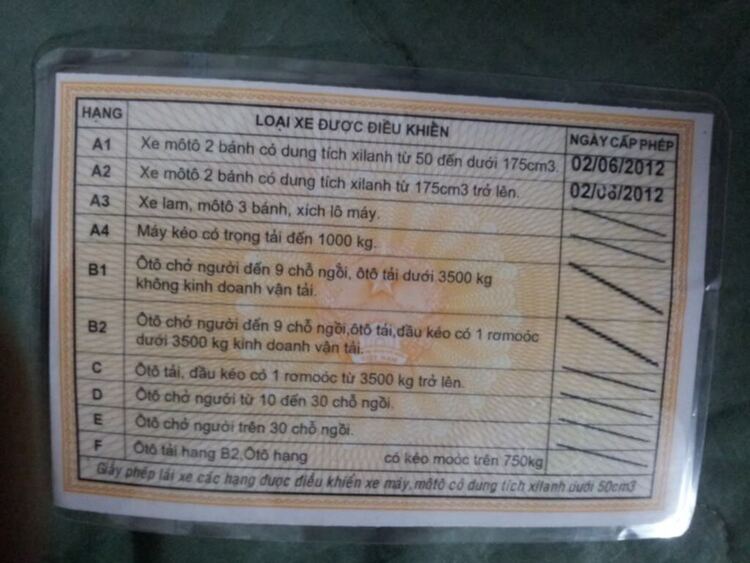 HẠNG LOẠI XE ĐƯỢC ĐIỀU KHIỂN NGÀY CẤP PHÉP
A1 Xe môtô 2 bánh có dung tích xilanh từ 50 đến dưới 175cm3. 02/06/2012
A2 Xe môtô 2 bánh có dung tích xilanh từ 175cm3 trở lên. 02/06/2012
A3 Xe lam, môtô 3 bánh, xích lô máy.
A4 Máy kéo có trọng tải đến 1000 kg.
B1 Ôtô chở người đến 9 chỗ ngồi, ôtô tải dưới 3500 kg
không kinh doanh vận tải.
B2 Ôtô chở người đến 9 chỗ ngồi,ôtô tải,đầu kéo có 1 rơmoóc
dưới 3500 kg kinh doanh vận tải.
C Ôtô tải, đầu kéo có 1 rơmoóc từ 3500 kg trở lên.
D Ôtô chở người từ 10 đến 30 chỗ ngồi.
E Ôtô chở người trên 30 chỗ ngồi.
F Ôtô tải hang B2,Ôtô hạng có kéo moóc trên 750kg
Giấy phép lái xe các hạng được điều khiển xe máy,môtô có dung tích xilanh dưới 50cm3
VIỆT NAM